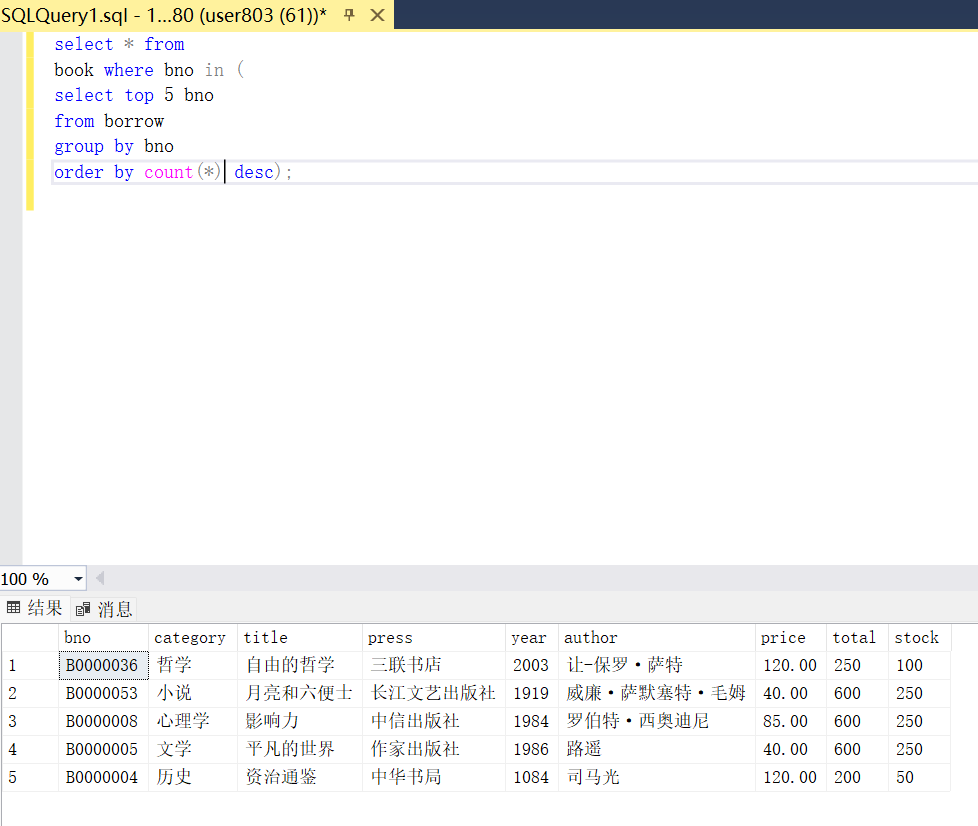 SQLQuery1.sql - 1...80 (user803 (61))*
select * from
book where bno in (
select top 5 bno
from borrow
group by bno
order by count(*) desc);
100 %
结果 消息
bno category title press year author price total stock
1 B0000036 哲学 自由的哲学 三联书店 2003 让-保罗·萨特 120.00 250 100
2 B0000053 小说 月亮和六便士 长江文艺出版社 1919 威廉·萨默塞特·毛姆 40.00 600 250
3 B0000008 心理学 影响力 中信出版社 1984 罗伯特·西奥迪尼 85.00 600 250
4 B0000005 文学 平凡的世界 作家出版社 1986 路遥 40.00 600 250
5 B0000004 历史 资治通鉴 中华书局 1084 司马光 120.00 200 50